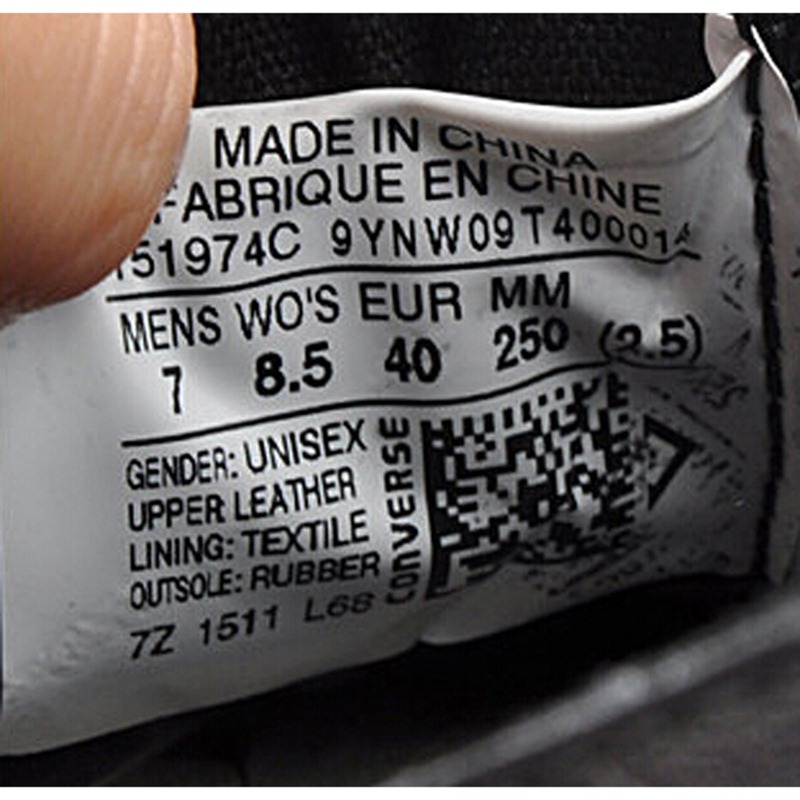 MADE IN CHINA
FABRIQUE EN CHINE
151974C 9YNW09T40001A
MENS WO'S EUR MM
7 8.5 40 250 (2.5)
GENDER: UNISEX
UPPER LEATHER
LINING: TEXTILE
OUTSOLE: RUBBER
7Z 1511 L68
CONVERSE